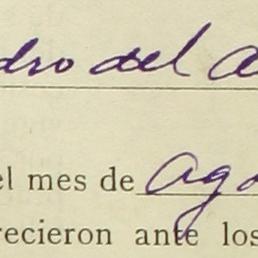 dro del a
el mes de Ago
recieron ante los